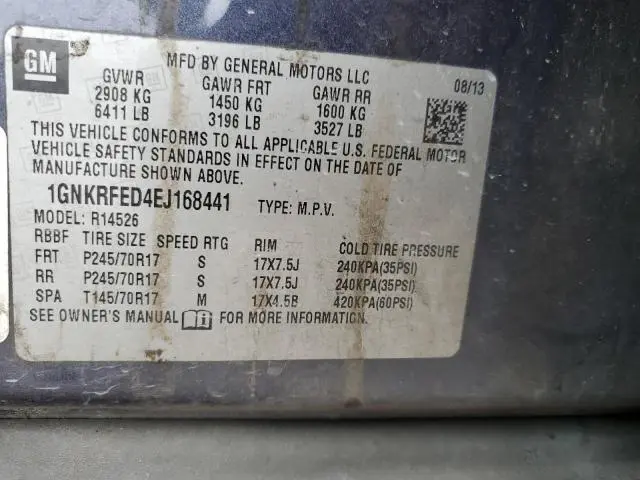 GM
MFD BY GENERAL MOTORS LLC
08/13
GVWR GAWR FRT GAWR RR
2908 KG 1450 KG 1600 KG
6411 LB 3196 LB 3527 LB
THIS VEHICLE CONFORMS TO ALL APPLICABLE U.S. FEDERAL MOTOR
VEHICLE SAFETY STANDARDS IN EFFECT ON THE DATE OF
MANUFACTURE SHOWN ABOVE.
1GNKRFED4EJ168441 TYPE: M.P.V.
MODEL: R14526
RBBF TIRE SIZE SPEED RTG RIM COLD TIRE PRESSURE
FRT P245/70R17 S 17X7.5J 240KPA(35PSI)
RR P245/70R17 S 17X7.5J 240KPA(35PSI)
SPA T145/70R17 M 17X4.5B 420KPA(60PSI)
SEE OWNER'S MANUAL FOR MORE INFORMATION.